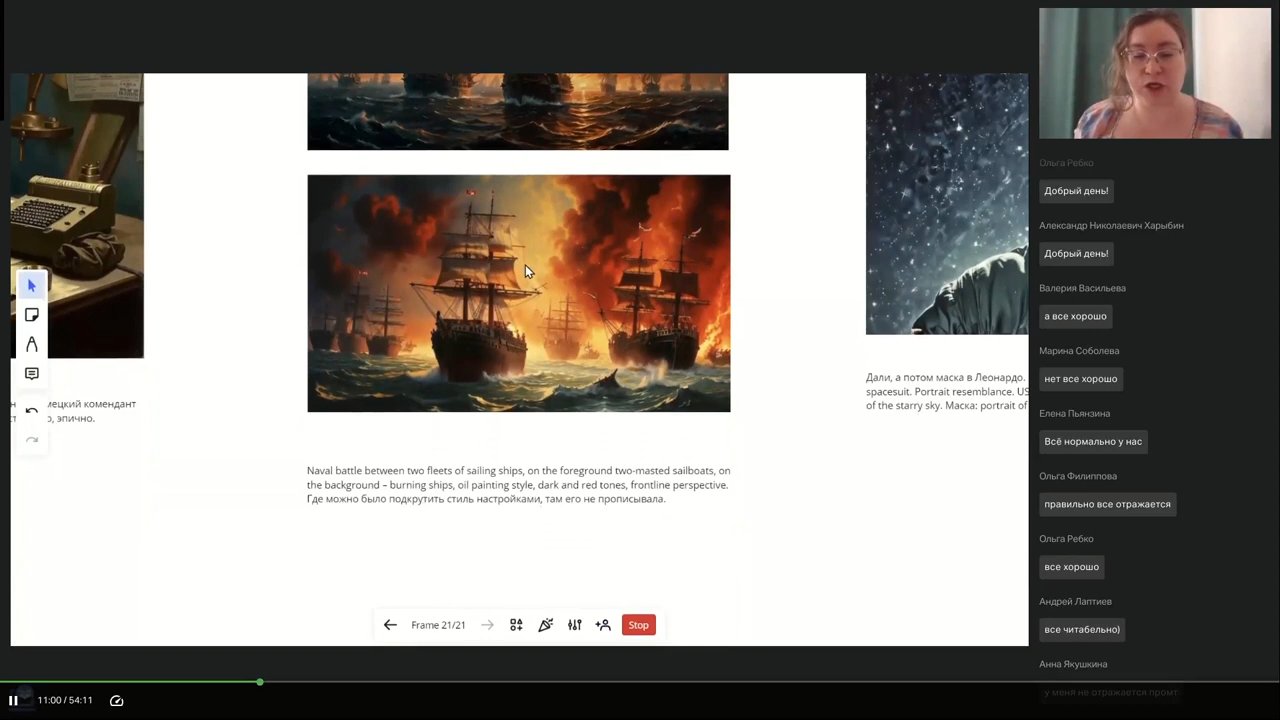 мецкий комендант
о, эпично.
Naval battle between two fleets of sailing ships, on the foreground two-masted sailboats, on
the background – burning ships, oil painting style, dark and red tones, frontline perspective.
Где можно было подкрутить стиль настройками, там его не прописывала.
Дали, а потом маска в Леонардо.
spacesuit. Portrait resemblance. US
of the starry sky. Маска: portrait of
Frame 21/21
Stop
11:00 / 54:11
Ольга Ребко
Добрый день!
Александр Николаевич Харыбин
Добрый день!
Валерия Васильева
а все хорошо
Марина Соболева
нет все хорошо
Елена Пьянзина
Всё нормально у нас
Ольга Филиппова
правильно все отражается
Ольга Ребко
все хорошо
Андрей Лаптиев
все читабельно)
Анна Якушкина
у меня не отражается промт